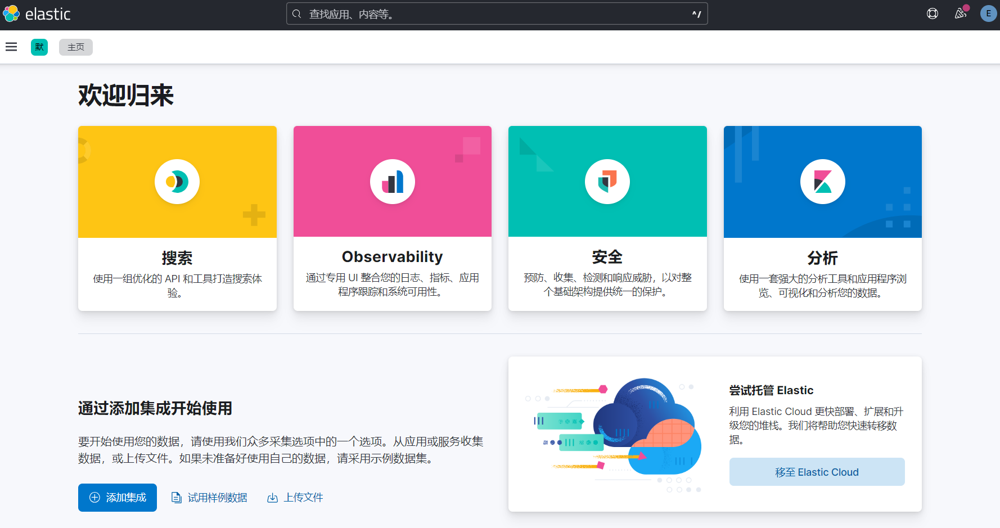 elastic
查找应用、内容等。
^/
E
默
主页
欢迎归来
搜索
使用一组优化的 API 和工具打造搜索体
验。
Observability
通过专用 UI 整合您的日志、指标、应用
程序跟踪和系统可用性。
安全
预防、收集、检测和响应威胁，以对整
个基础架构提供统一的保护。
分析
使用一套强大的分析工具和应用程序浏
览、可视化和分析您的数据。
通过添加集成开始使用
要开始使用您的数据，请使用我们众多采集选项中的一个选项。从应用或服务收集
数据，或上传文件。如果未准备好使用自己的数据，请采用示例数据集。
添加集成
试用样例数据
上传文件
尝试托管 Elastic
利用 Elastic Cloud 更快部署、扩展和升
级您的堆栈。我们将帮助您快速转移数
据。
移至 Elastic Cloud